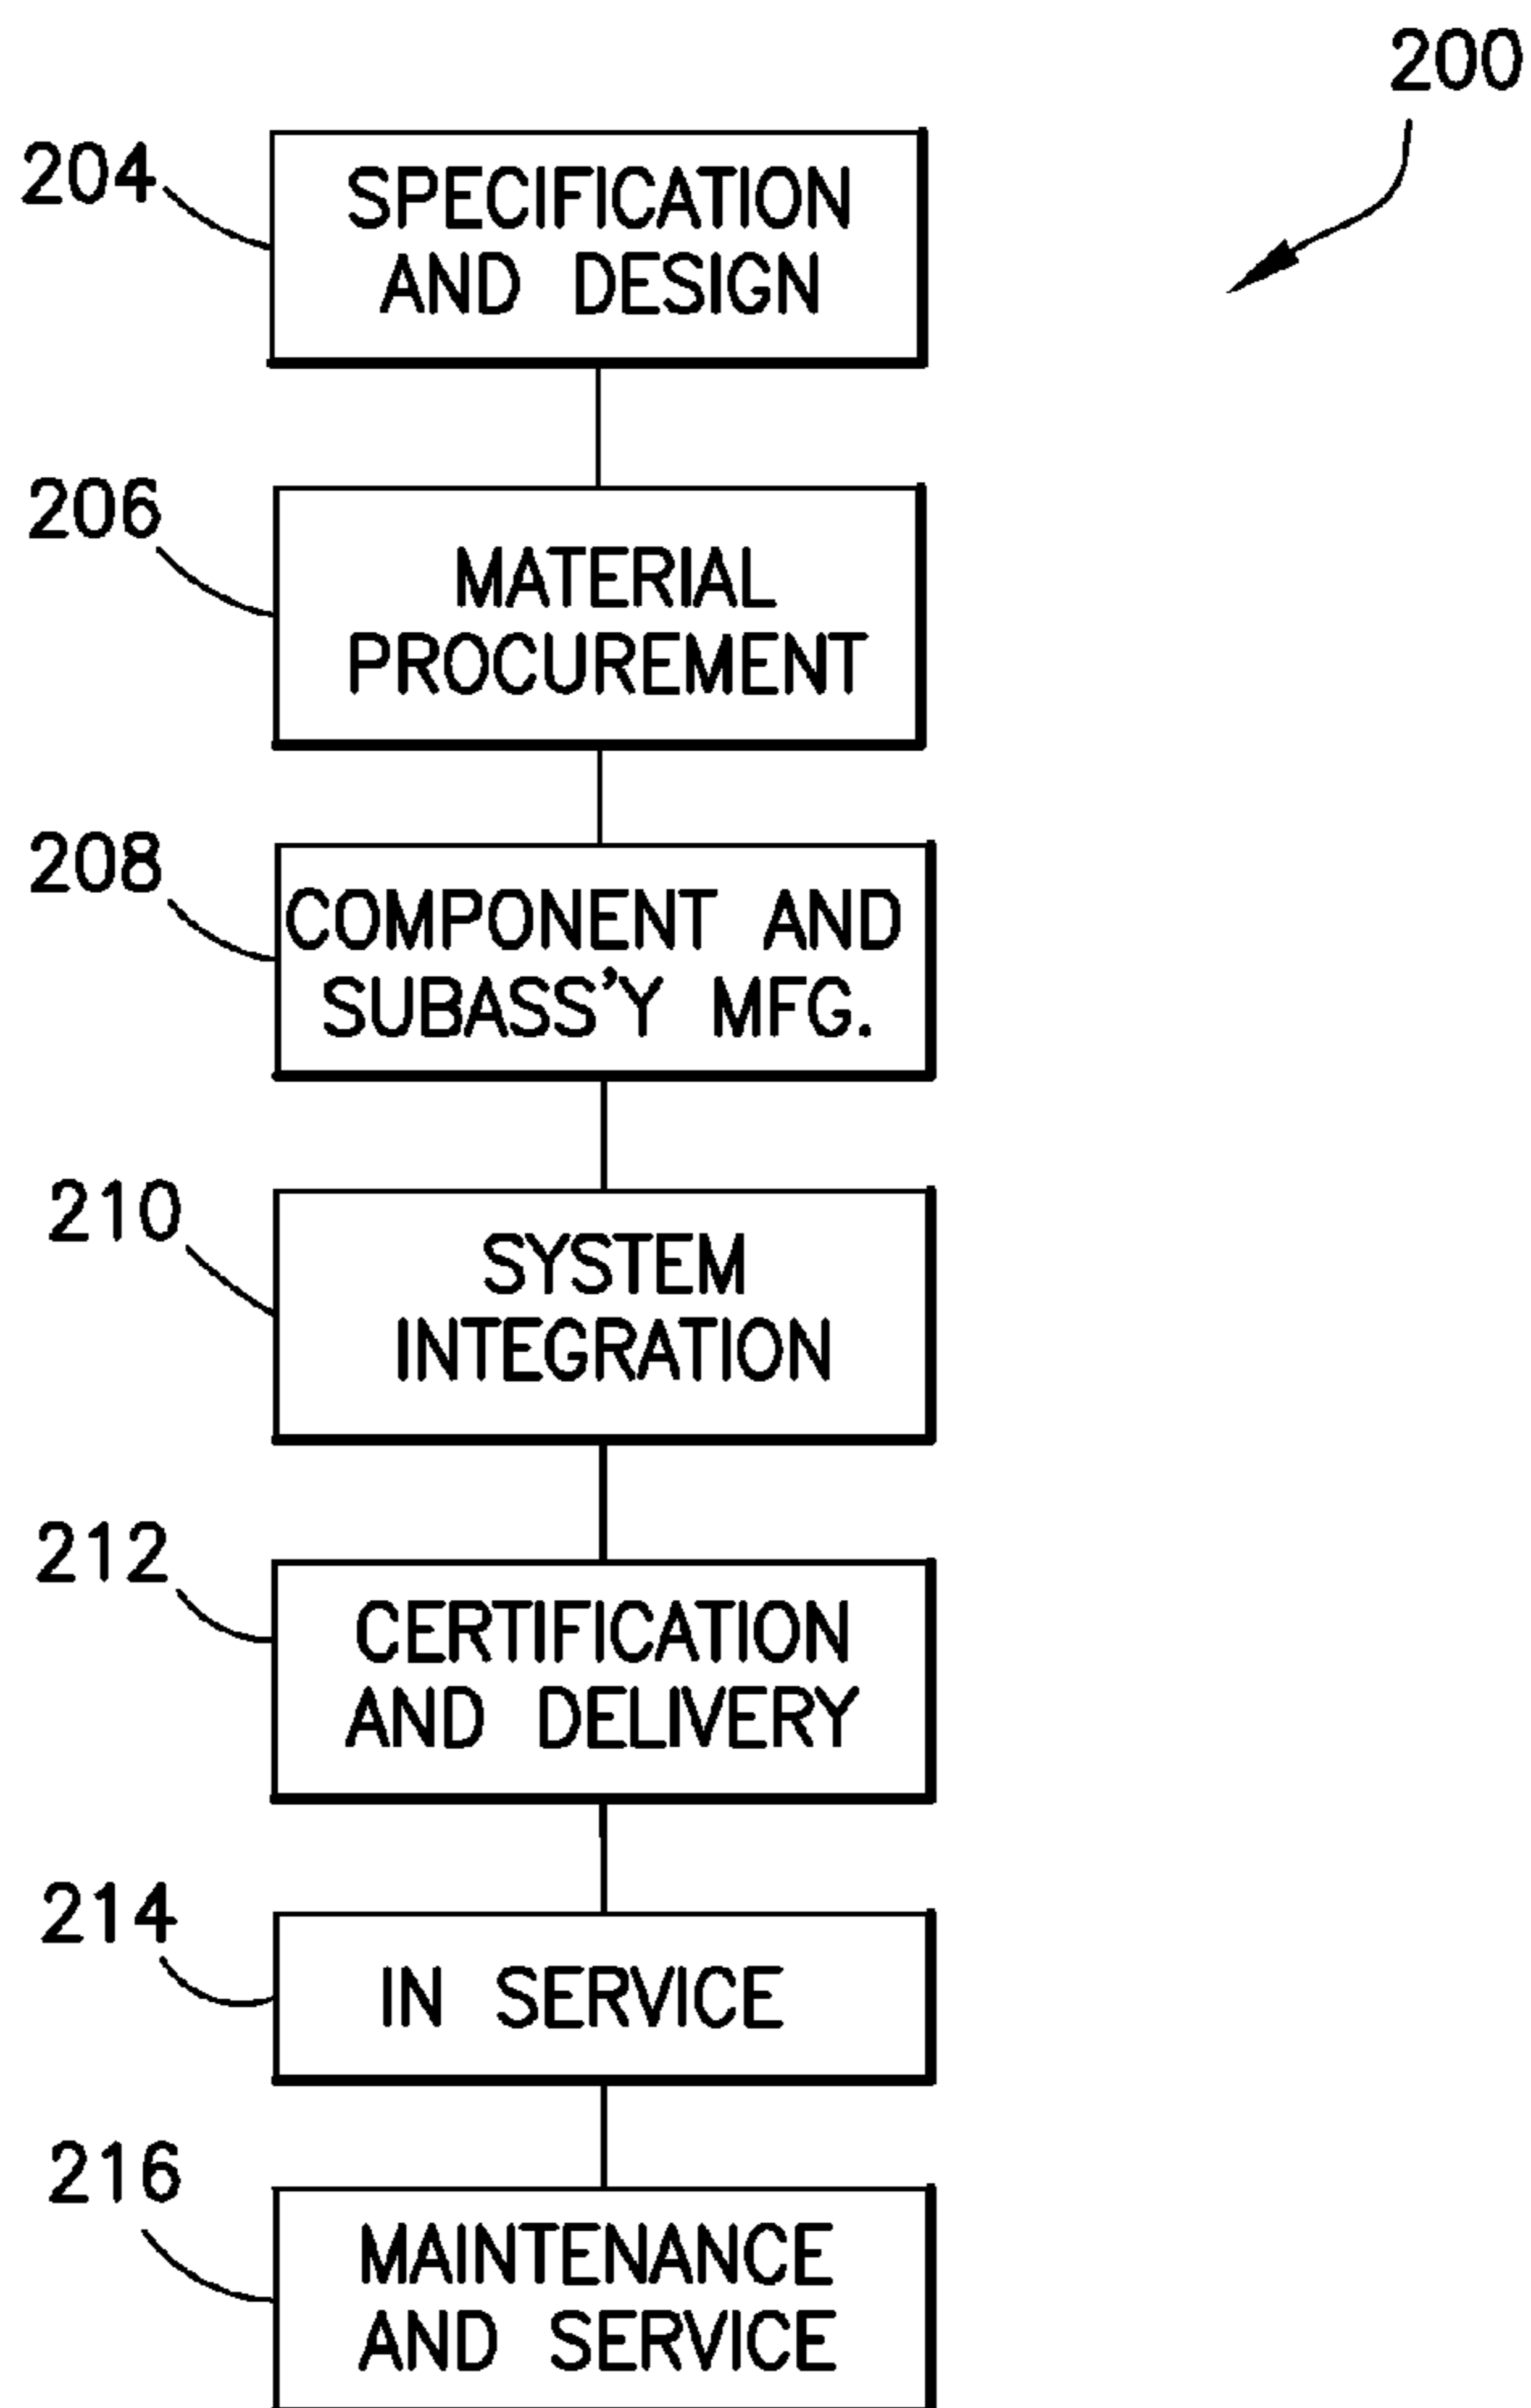 200
204
SPECIFICATION
AND DESIGN
206
MATERIAL
PROCUREMENT
208
COMPONENT AND
SUBASS'Y MFG.
210
SYSTEM
INTEGRATION
212
CERTIFICATION
AND DELIVERY
214
IN SERVICE
216
MAINTENANCE
AND SERVICE